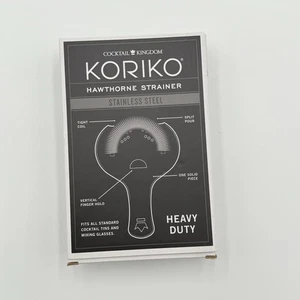 COCKTAIL KINGDOM
KORIKO®
HAWTHORNE STRAINER
STAINLESS STEEL
TIGHT
COIL
SPLIT
POUR
ONE SOLID
PIECE
VERTICAL
FINGER HOLD
FITS ALL STANDARD
COCKTAIL TINS AND
MIXING GLASSES
HEAVY
DUTY